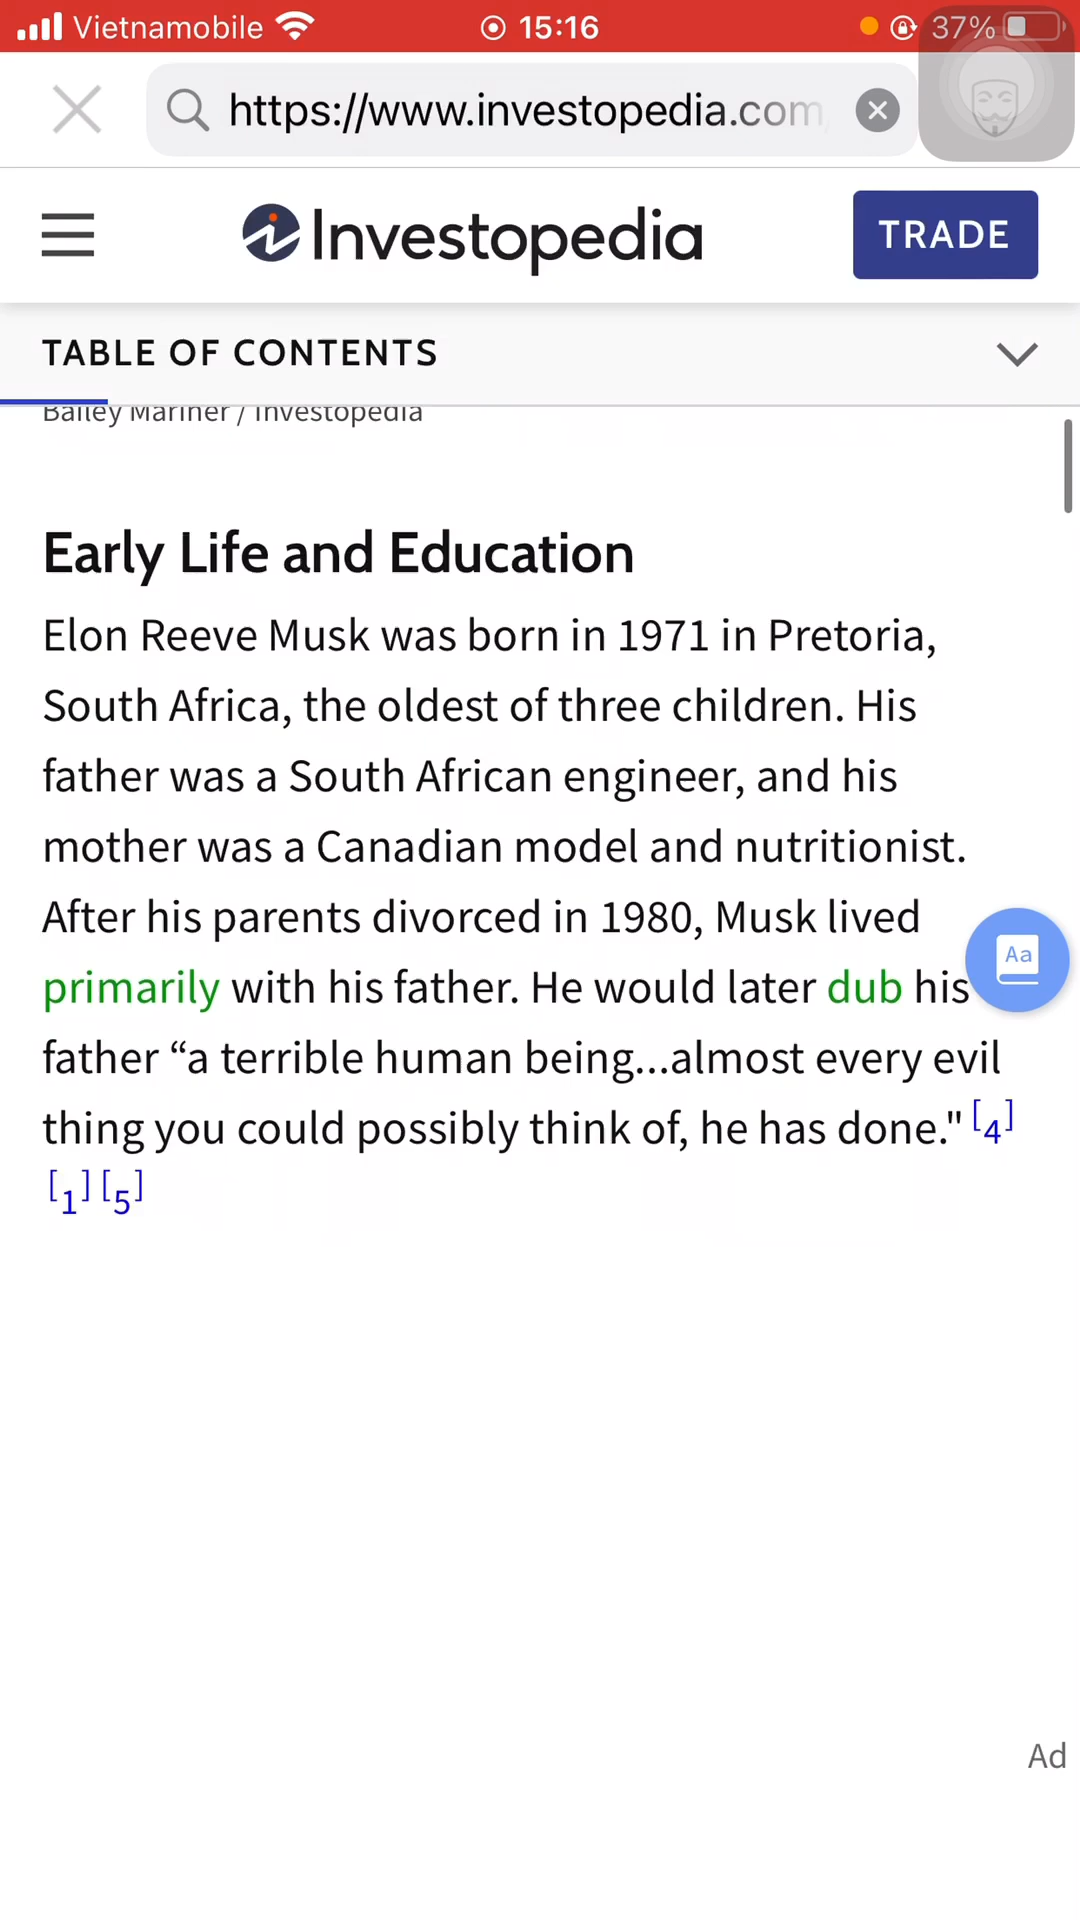 Vietnamobile 15:16 37%
https://www.investopedia.com
Investopedia TRADE
TABLE OF CONTENTS
Bailey Mariner / Investopedia
Early Life and Education
Elon Reeve Musk was born in 1971 in Pretoria,
South Africa, the oldest of three children. His
father was a South African engineer, and his
mother was a Canadian model and nutritionist.
After his parents divorced in 1980, Musk lived
primarily with his father. He would later dub his
Aa
father “a terrible human being...almost every evil
thing you could possibly think of, he has done." [4]
[1] [5]
Ad